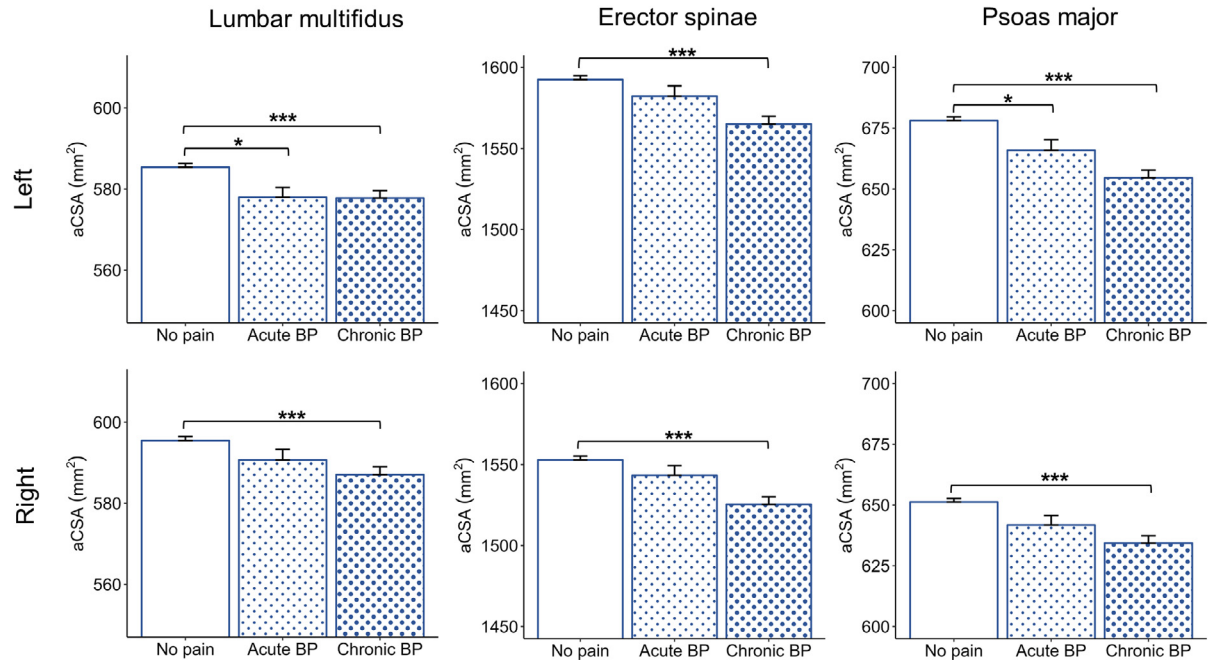 Lumbar multifidus
Erector spinae
Psoas major
Left
aCSA (mm²)
600
580
560
***
*
No pain Acute BP Chronic BP
aCSA (mm²)
1600
1550
1500
1450
***
No pain Acute BP Chronic BP
aCSA (mm²)
700
675
650
625
600
***
*
No pain Acute BP Chronic BP
Right
aCSA (mm²)
600
580
560
***
No pain Acute BP Chronic BP
aCSA (mm²)
1600
1550
1500
1450
***
No pain Acute BP Chronic BP
aCSA (mm²)
700
675
650
625
600
***
No pain Acute BP Chronic BP